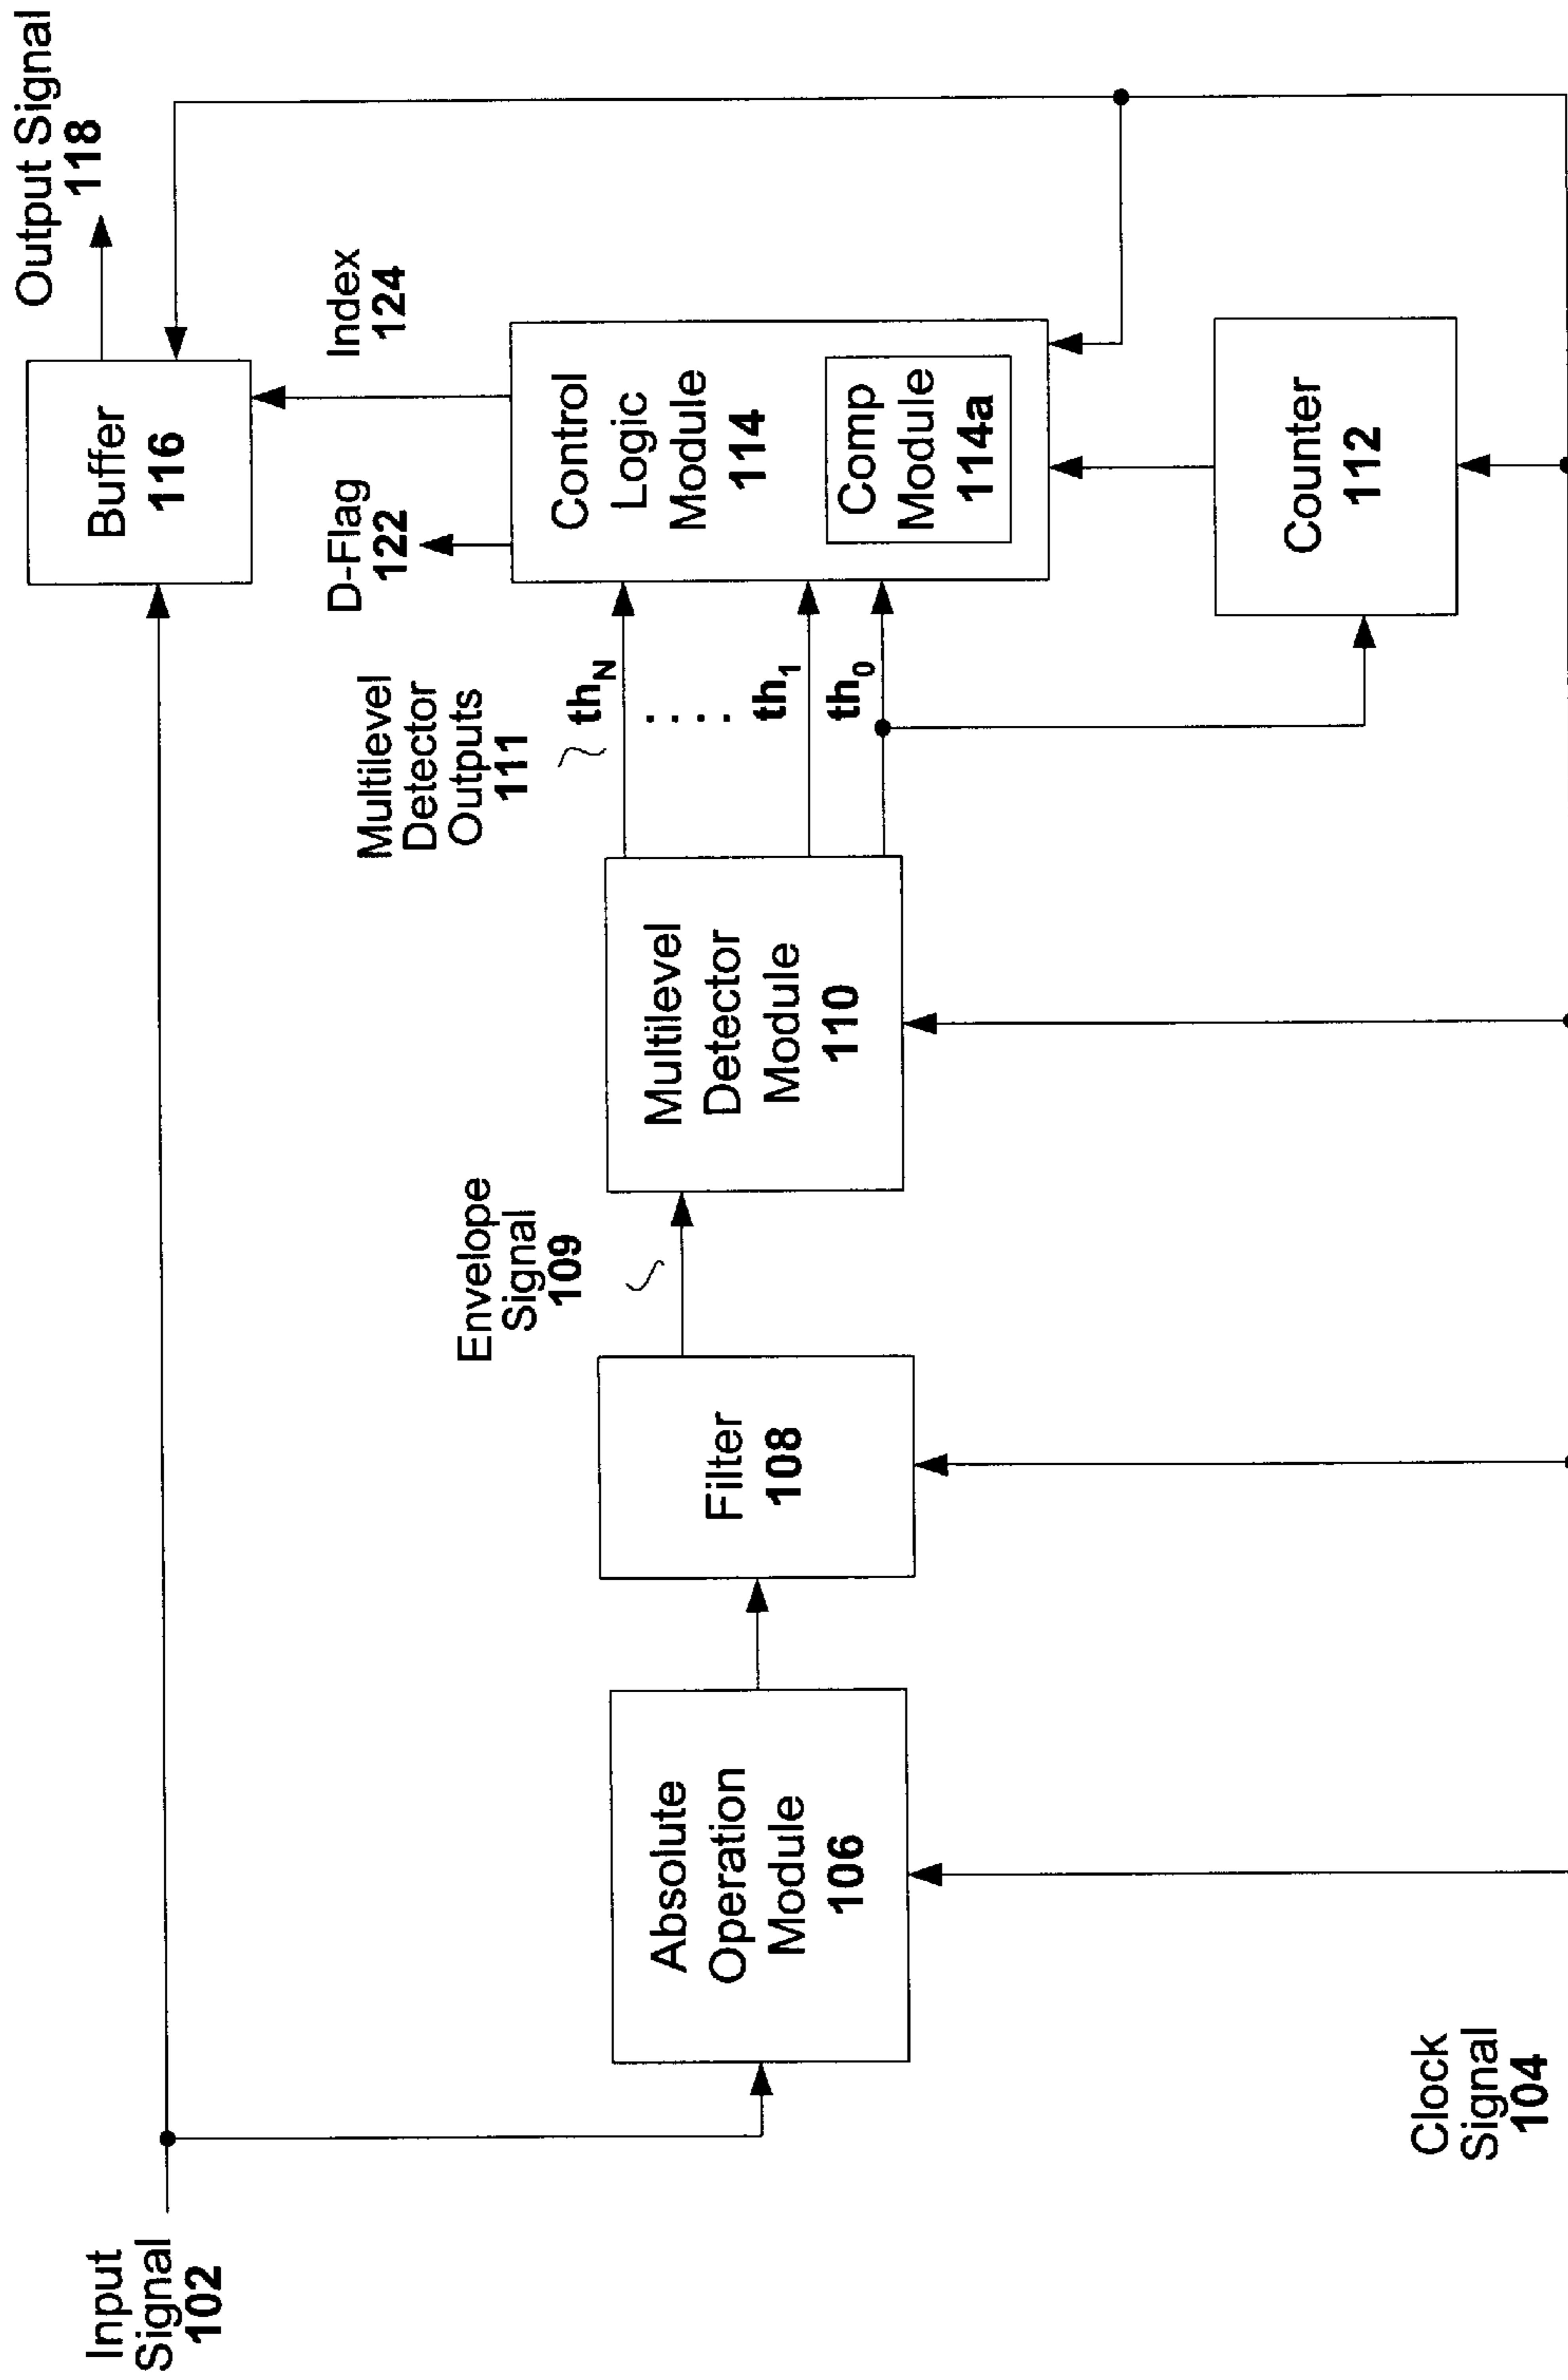 Input
Signal
102
Absolute
Operation
Module
106
Clock
Signal
104
Filter
108
Envelope
Signal
109
Multilevel
Detector
Module
110
Multilevel
Detector
Outputs
111
th_N
. . . .
th_1
th_0
D-Flag
122
Index
124
Control
Logic
Module
114
Comp
Module
114a
Counter
112
Buffer
116
Output Signal
118